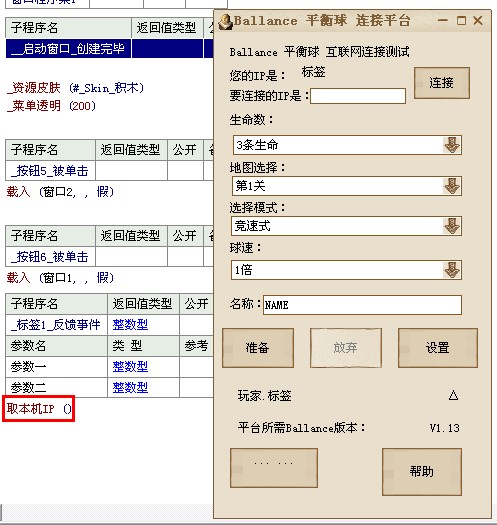 窗口程序集1
子程序名 返回值类型
__启动窗口_创建完毕
_资源皮肤 (#_Skin_积木)
_菜单透明 (200)
子程序名 返回值类型 公开
_按钮5_被单击
载入 (窗口2, , 假)
子程序名 返回值类型 公开
_按钮6_被单击
载入 (窗口1, , 假)
子程序名 返回值类型 公开
_标签1_反馈事件 整数型
参数名 类 型 参考
参数一 整数型
参数二 整数型
取本机IP ()
Ballance 平衡球 连接平台
Ballance 平衡球 互联网连接测试
您的IP是： 标签
要连接的IP是：
连接
生命数：
3条生命
地图选择：
第1关
选择模式：
竞速式
球速：
1倍
名称：NAME
准备 放弃 设置
玩家.标签 △
平台所需Ballance版本： V1.13
... ...
帮助